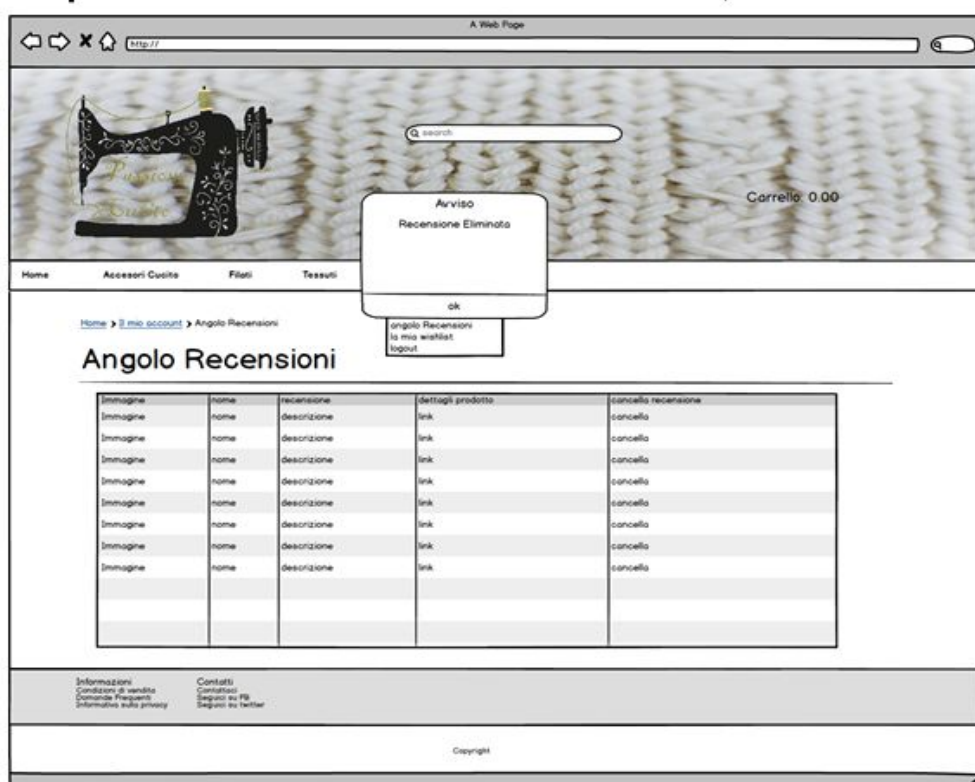 A Web Page
http://
search
Carrello: 0.00
Avviso
Recensione Eliminata
ok
Home Accesori Cucito Filati Tessuti
angolo Recensioni
la mia wishlist
logout
Home > Il mio account > Angolo Recensioni
Angolo Recensioni
Immagine nome recensione dettagli prodotto cancella recensione
Immagine nome descrizione link cancella
Immagine nome descrizione link cancella
Immagine nome descrizione link cancella
Immagine nome descrizione link cancella
Immagine nome descrizione link cancella
Immagine nome descrizione link cancella
Immagine nome descrizione link cancella
Immagine nome descrizione link cancella
Informazioni Contatti
Condizioni di vendita Contattaci
Domande Frequenti Seguici su FB
Informativa sulla privacy Seguici su twitter
Copyright